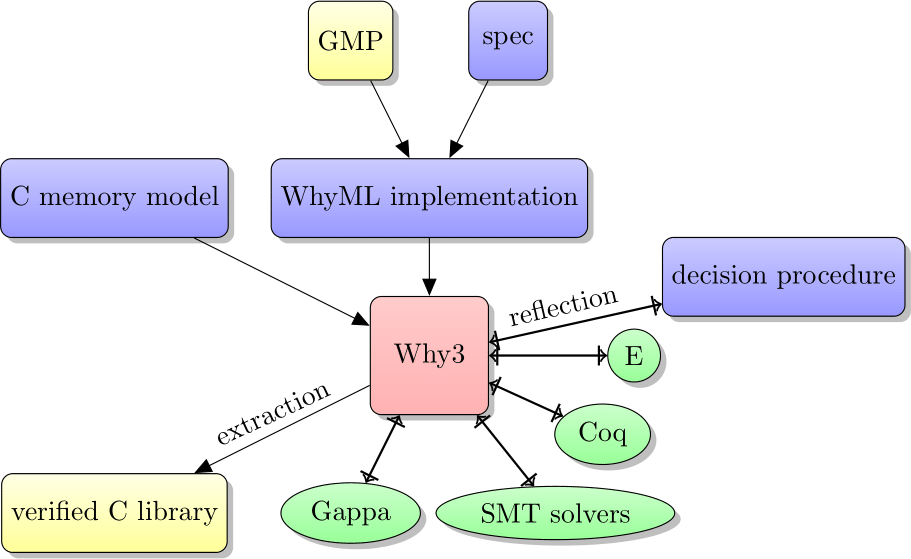 GMP
spec
C memory model
WhyML implementation
decision procedure
reflection
Why3
E
extraction
Coq
verified C library
Gappa
SMT solvers